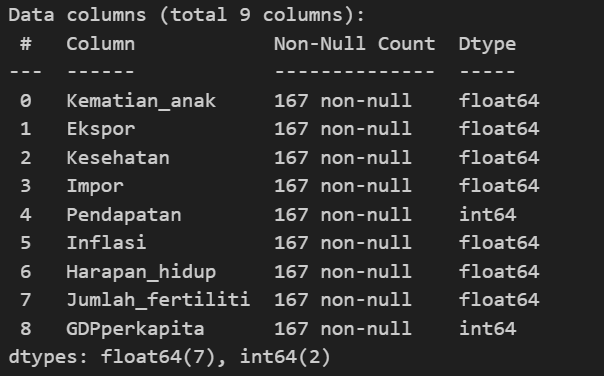 Data columns (total 9 columns):
 #   Column            Non-Null Count  Dtype
---  ------            --------------  -----
 0   Kematian_anak     167 non-null    float64
 1   Ekspor            167 non-null    float64
 2   Kesehatan         167 non-null    float64
 3   Impor             167 non-null    float64
 4   Pendapatan        167 non-null    int64
 5   Inflasi           167 non-null    float64
 6   Harapan_hidup     167 non-null    float64
 7   Jumlah_fertiliti  167 non-null    float64
 8   GDPperkapita      167 non-null    int64
dtypes: float64(7), int64(2)